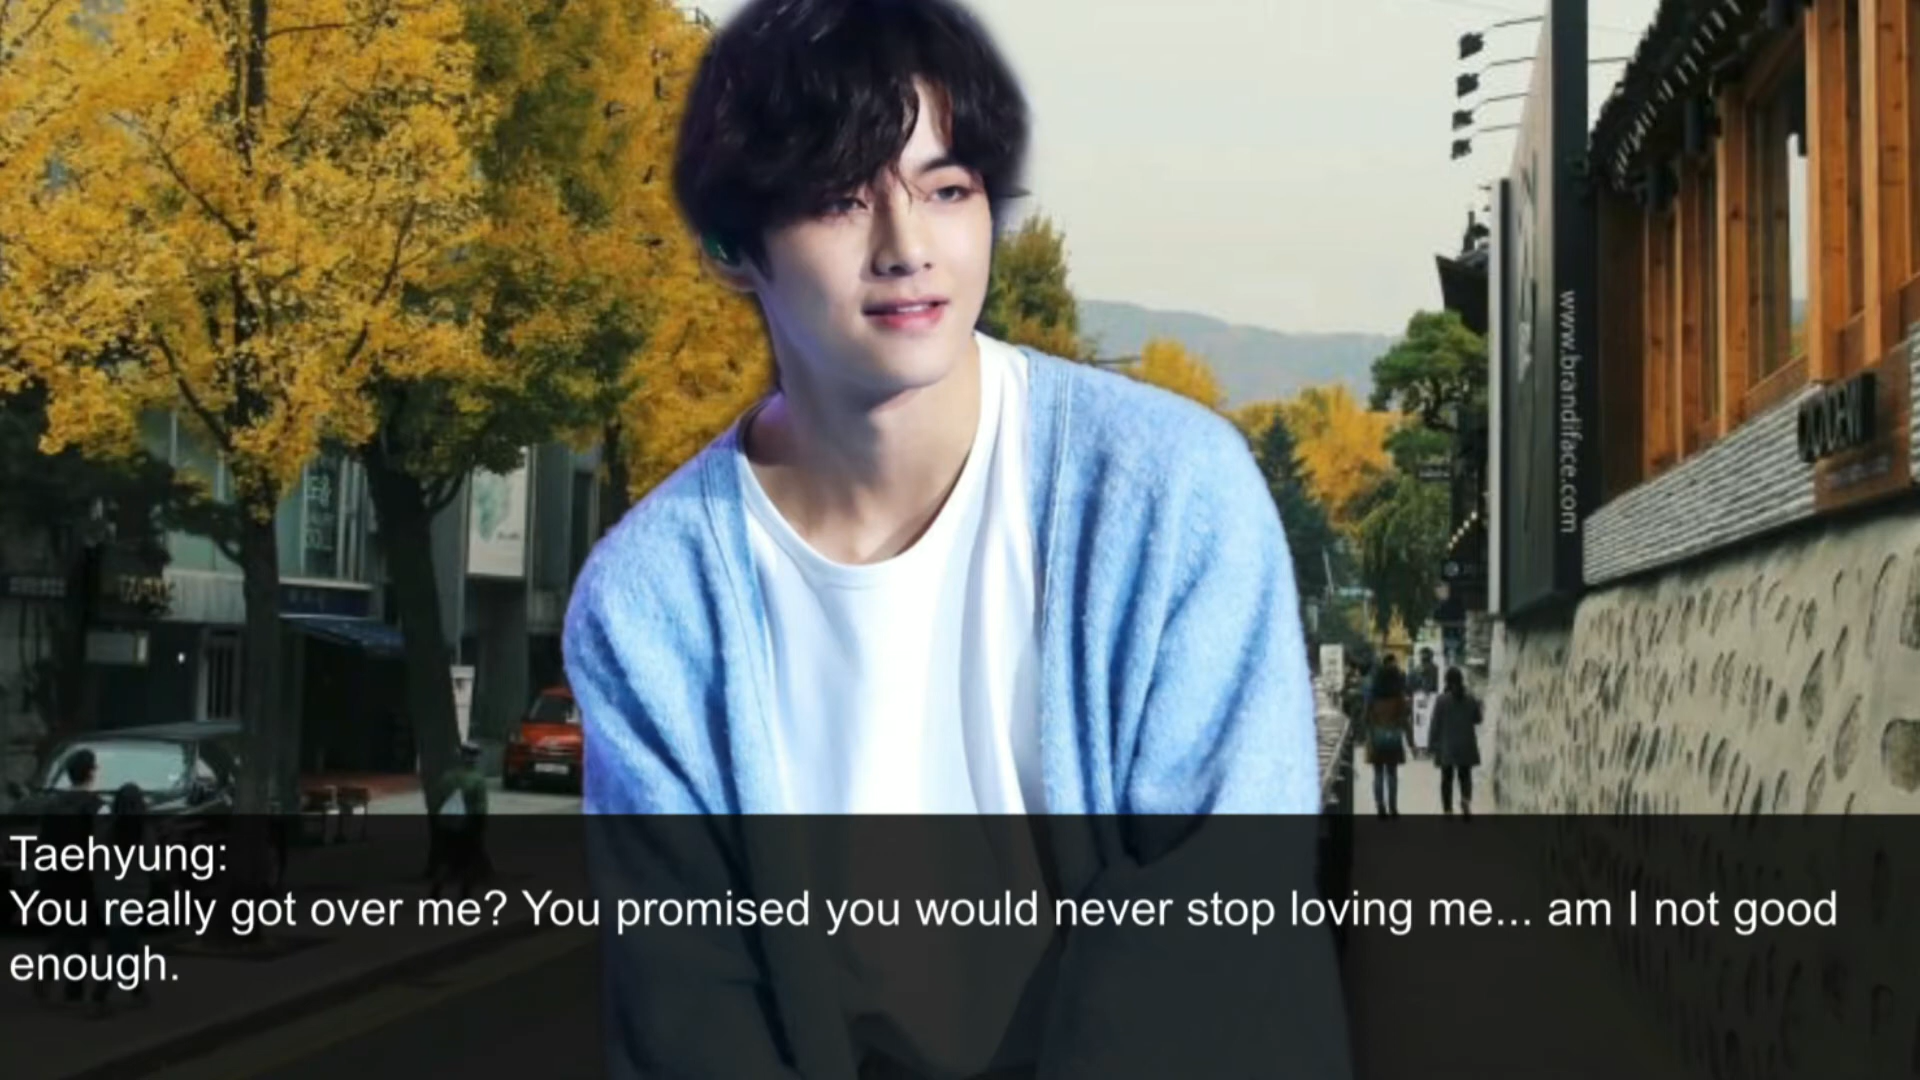 Taehyung:
You really got over me? You promised you would never stop loving me... am I not good
enough.
www.brandiface.com